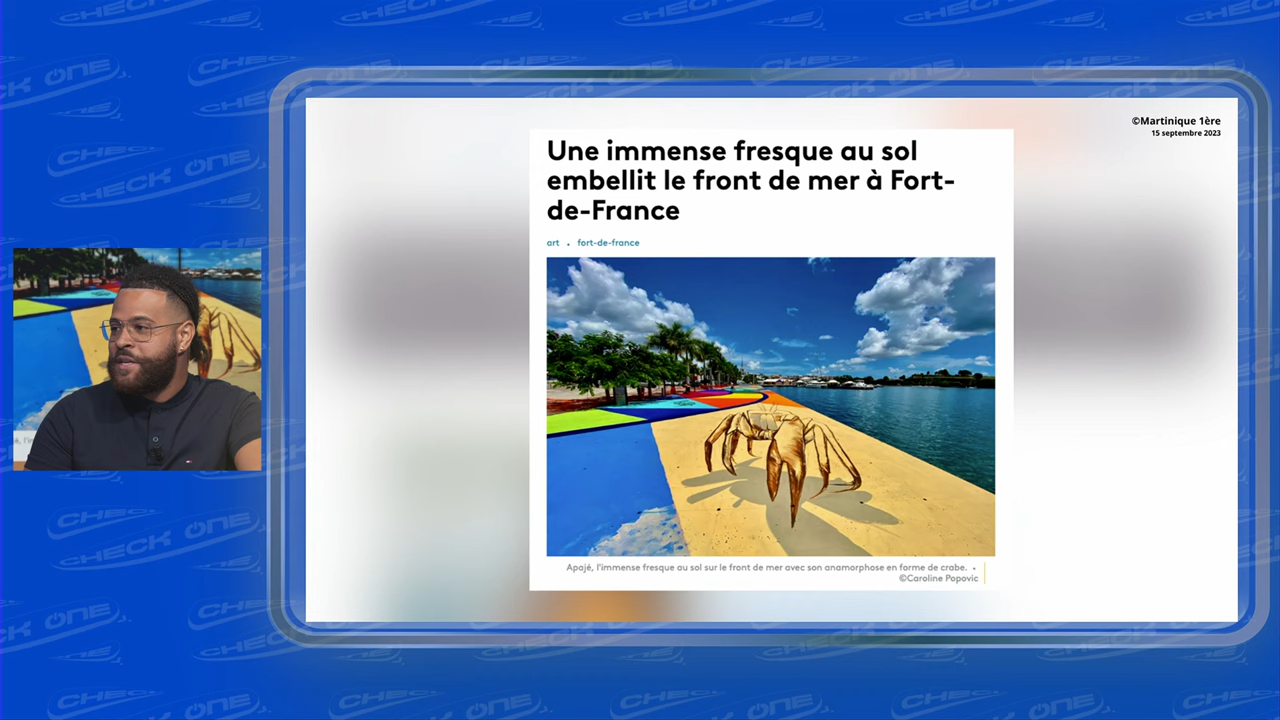 CHECK ONE
©Martinique 1ère
15 septembre 2023
Une immense fresque au sol
embellit le front de mer à Fort-
de-France
art • fort-de-france
Apajé, l'immense fresque au sol sur le front de mer avec son anamorphose en forme de crabe. •
©Caroline Popovic